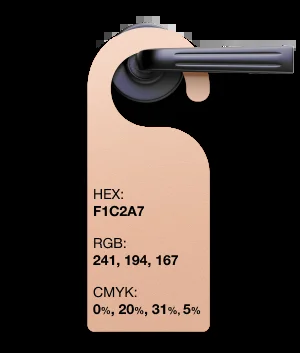 HEX:
F1C2A7
RGB:
241, 194, 167
CMYK:
0%, 20%, 31%, 5%